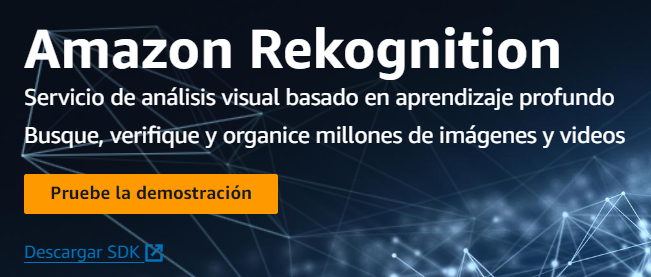 Amazon Rekognition
Servicio de análisis visual basado en aprendizaje profundo
Busque, verifique y organice millones de imágenes y videos
Pruebe la demostración
Descargar SDK